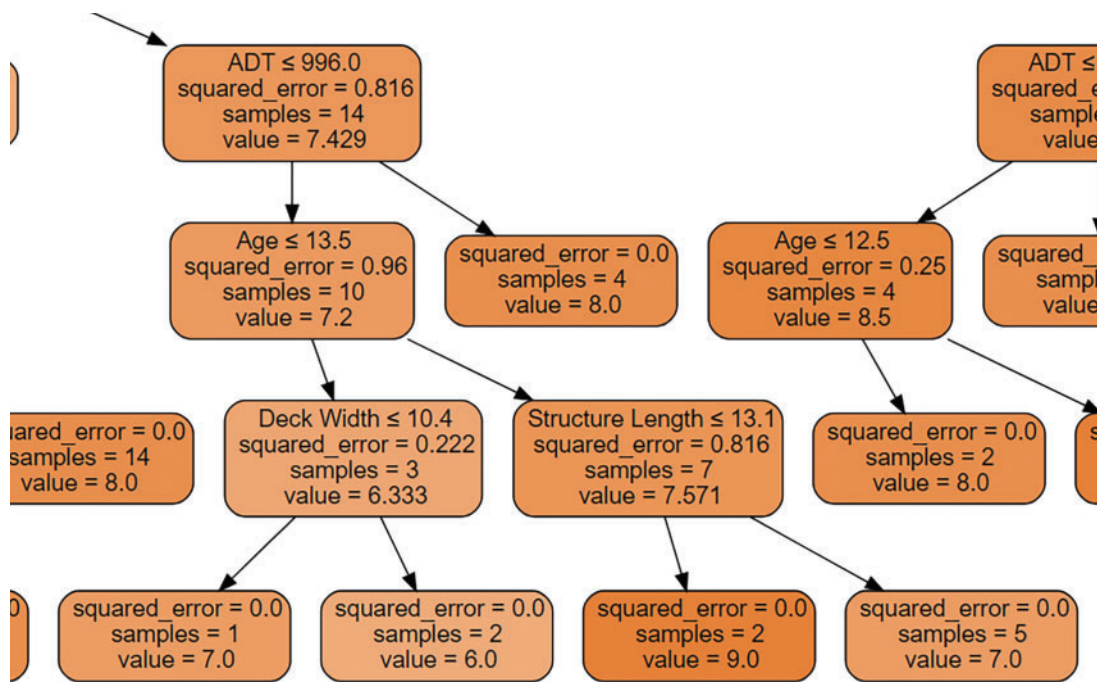 ADT ≤ 996.0
squared_error = 0.816
samples = 14
value = 7.429
ADT ≤
Age ≤ 13.5
squared_error = 0.96
samples = 10
value = 7.2
squared_error = 0.0
samples = 4
value = 8.0
Age ≤ 12.5
squared_error = 0.25
samples = 4
value = 8.5
value
= 0.0
samples = 14
value = 8.0
Deck Width ≤ 10.4
squared_error = 0.222
samples = 3
value = 6.333
Structure Length ≤ 13.1
squared_error = 0.816
samples = 7
value = 7.571
squared_error = 0.0
samples = 2
value = 8.0
squared_error = 0.0
samples = 1
value = 7.0
squared_error = 0.0
samples = 2
value = 6.0
squared_error = 0.0
samples = 2
value = 9.0
squared_error = 0.0
samples = 5
value = 7.0